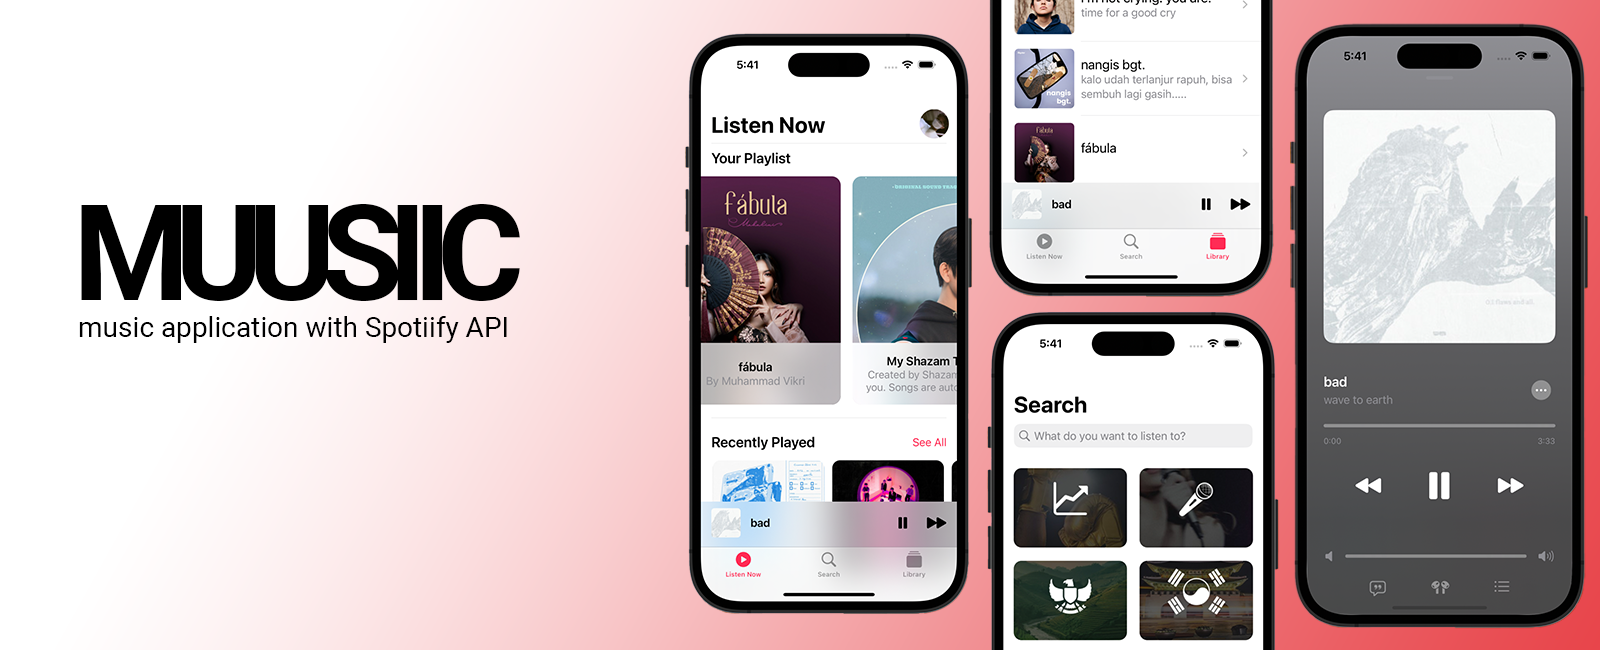 MUUSIIC
music application with Spotiify API
5:41
Listen Now
Your Playlist
fábula
Mahalini
fábula
By Muhammad Vikri
ORIGINAL SOUND TRACK
My Shazam T
Created by Shazam
you. Songs are auto
Recently Played
See All
bad
Listen Now
Search
Library
I'm not crying. you are.
time for a good cry
nangis bgt.
kalo udah terlanjur rapuh, bisa
sembuh lagi gasih.....
nangis
bgt.
fábula
fábula
bad
Listen Now
Search
Library
5:41
Search
What do you want to listen to?
5:41
bad
wave to earth
0:00
3:33